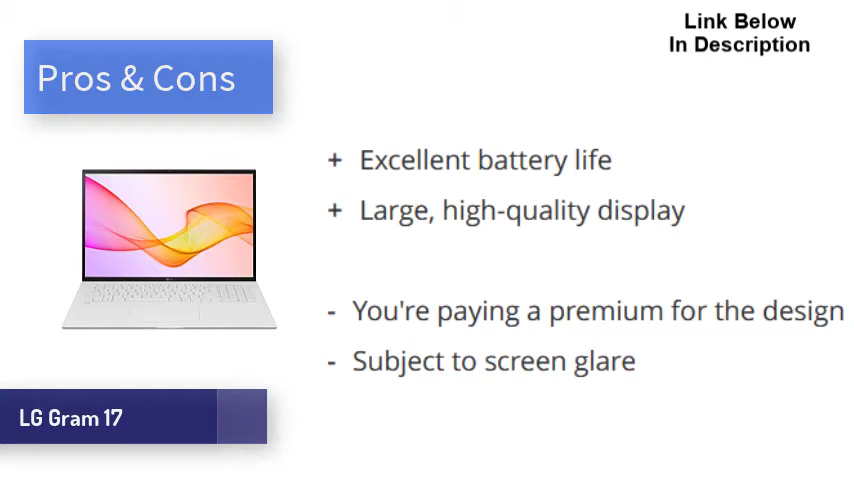 Link Below
In Description
Pros & Cons
+ Excellent battery life
+ Large, high-quality display
- You're paying a premium for the design
- Subject to screen glare
LG Gram 17